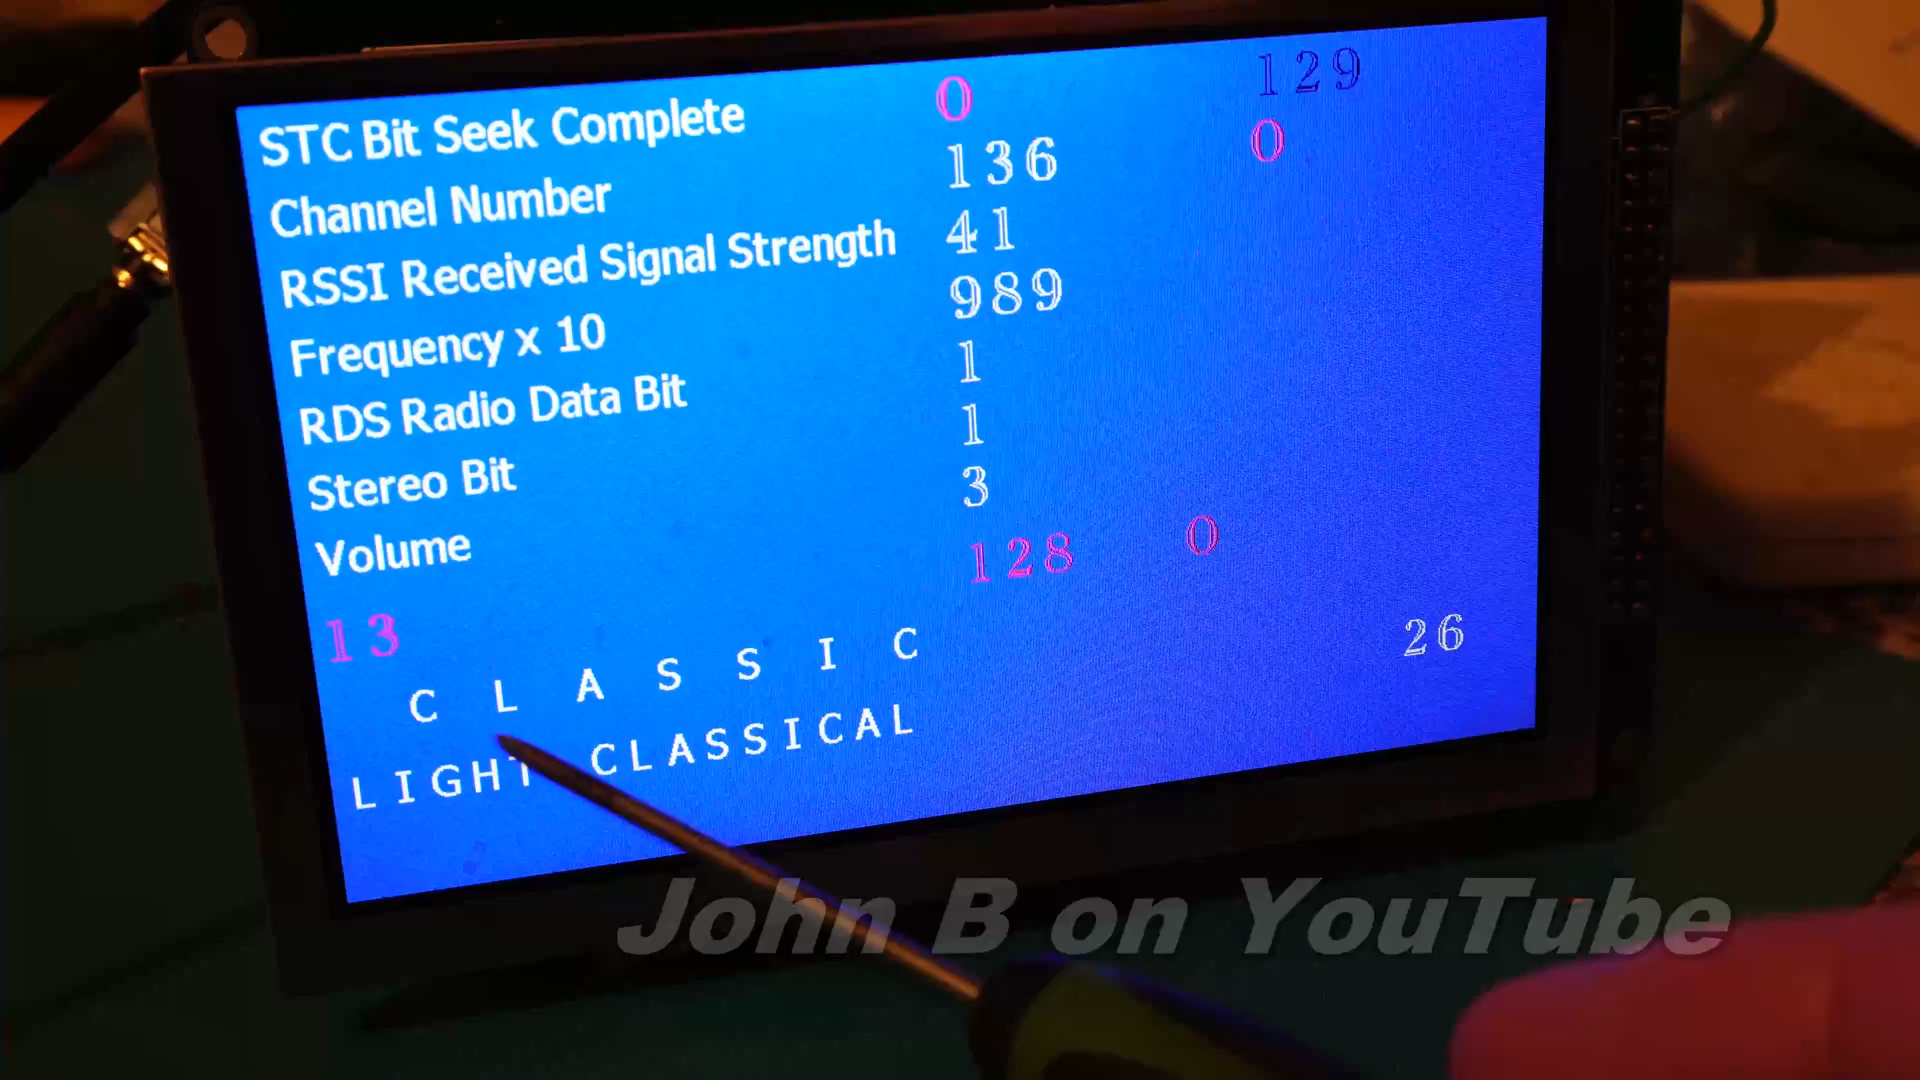 STC Bit Seek Complete 0 129
Channel Number 136 0
RSSI Received Signal Strength 41
Frequency x 10 989
RDS Radio Data Bit 1
Stereo Bit 1
Volume 3
128 0
13
26
C L A S S I C
LIGHT CLASSICAL
John B on YouTube